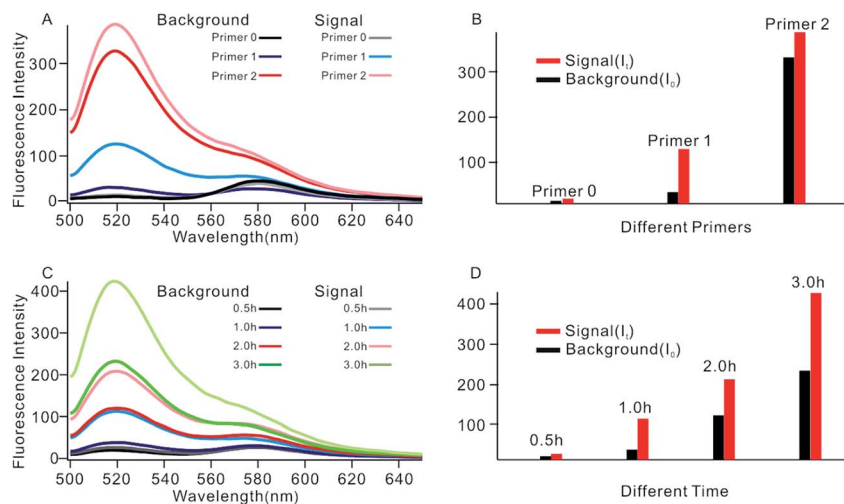 A
Background
Signal
Primer 0
Primer 1
Primer 2
Primer 0
Primer 1
Primer 2
Fluorescence Intensity
300
200
100
0
500 520 540 560 580 600 620 640
Wavelength(nm)
B
Signal(It)
Background(I0)
300
200
100
Primer 0
Primer 1
Primer 2
Different Primers
C
Background
Signal
0.5h
1.0h
2.0h
3.0h
0.5h
1.0h
2.0h
3.0h
Fluorescence Intensity
400
300
200
100
0
500 520 540 560 580 600 620 640
Wavelength(nm)
D
Signal(It)
Background(I0)
400
300
200
100
0.5h
1.0h
2.0h
3.0h
Different Time